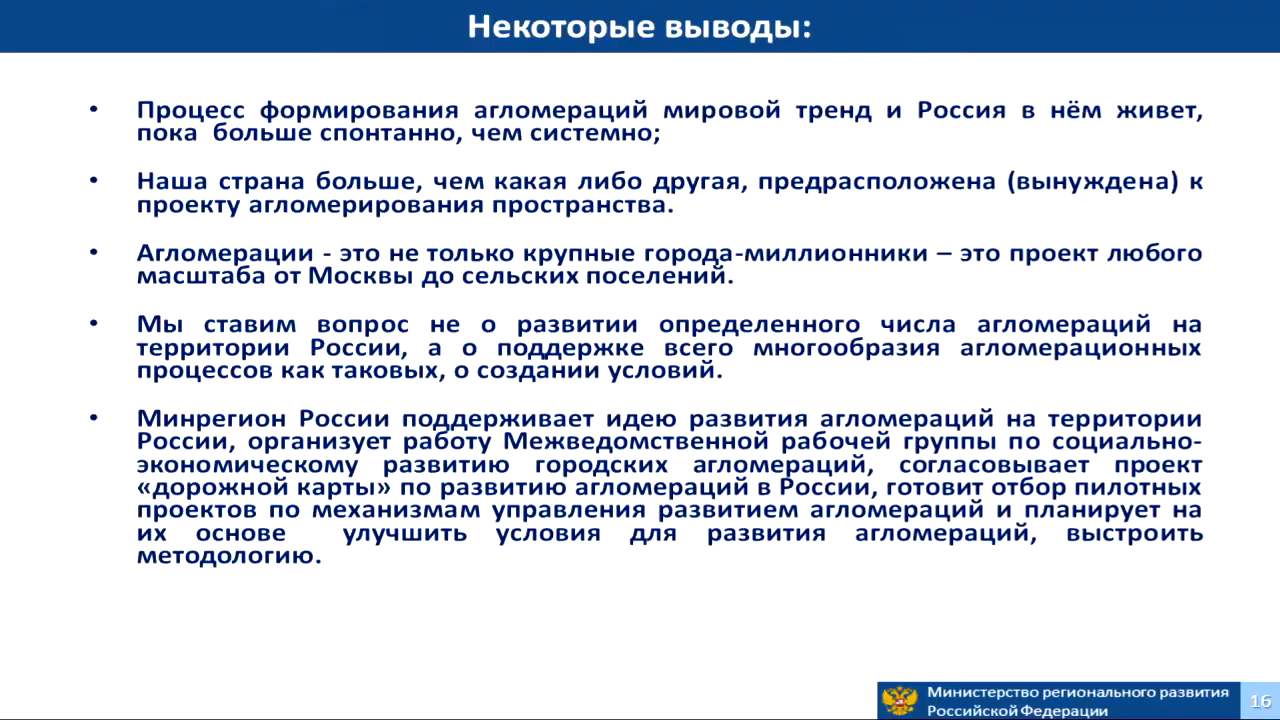 Некоторые выводы:
• Процесс формирования агломераций мировой тренд и Россия в нём живет,
пока больше спонтанно, чем системно;
• Наша страна больше, чем какая либо другая, предрасположена (вынуждена) к
проекту агломерирования пространства.
• Агломерации - это не только крупные города-миллионники – это проект любого
масштаба от Москвы до сельских поселений.
• Мы ставим вопрос не о развитии определенного числа агломераций на
территории России, а о поддержке всего многообразия агломерационных
процессов как таковых, о создании условий.
• Минрегион России поддерживает идею развития агломераций на территории
России, организует работу Межведомственной рабочей группы по социально-
экономическому развитию городских агломераций, согласовывает проект
«дорожной карты» по развитию агломераций в России, готовит отбор пилотных
проектов по механизмам управления развитием агломераций и планирует на
их основе улучшить условия для развития агломераций, выстроить
методологию.
Министерство регионального развития
Российской Федерации
16